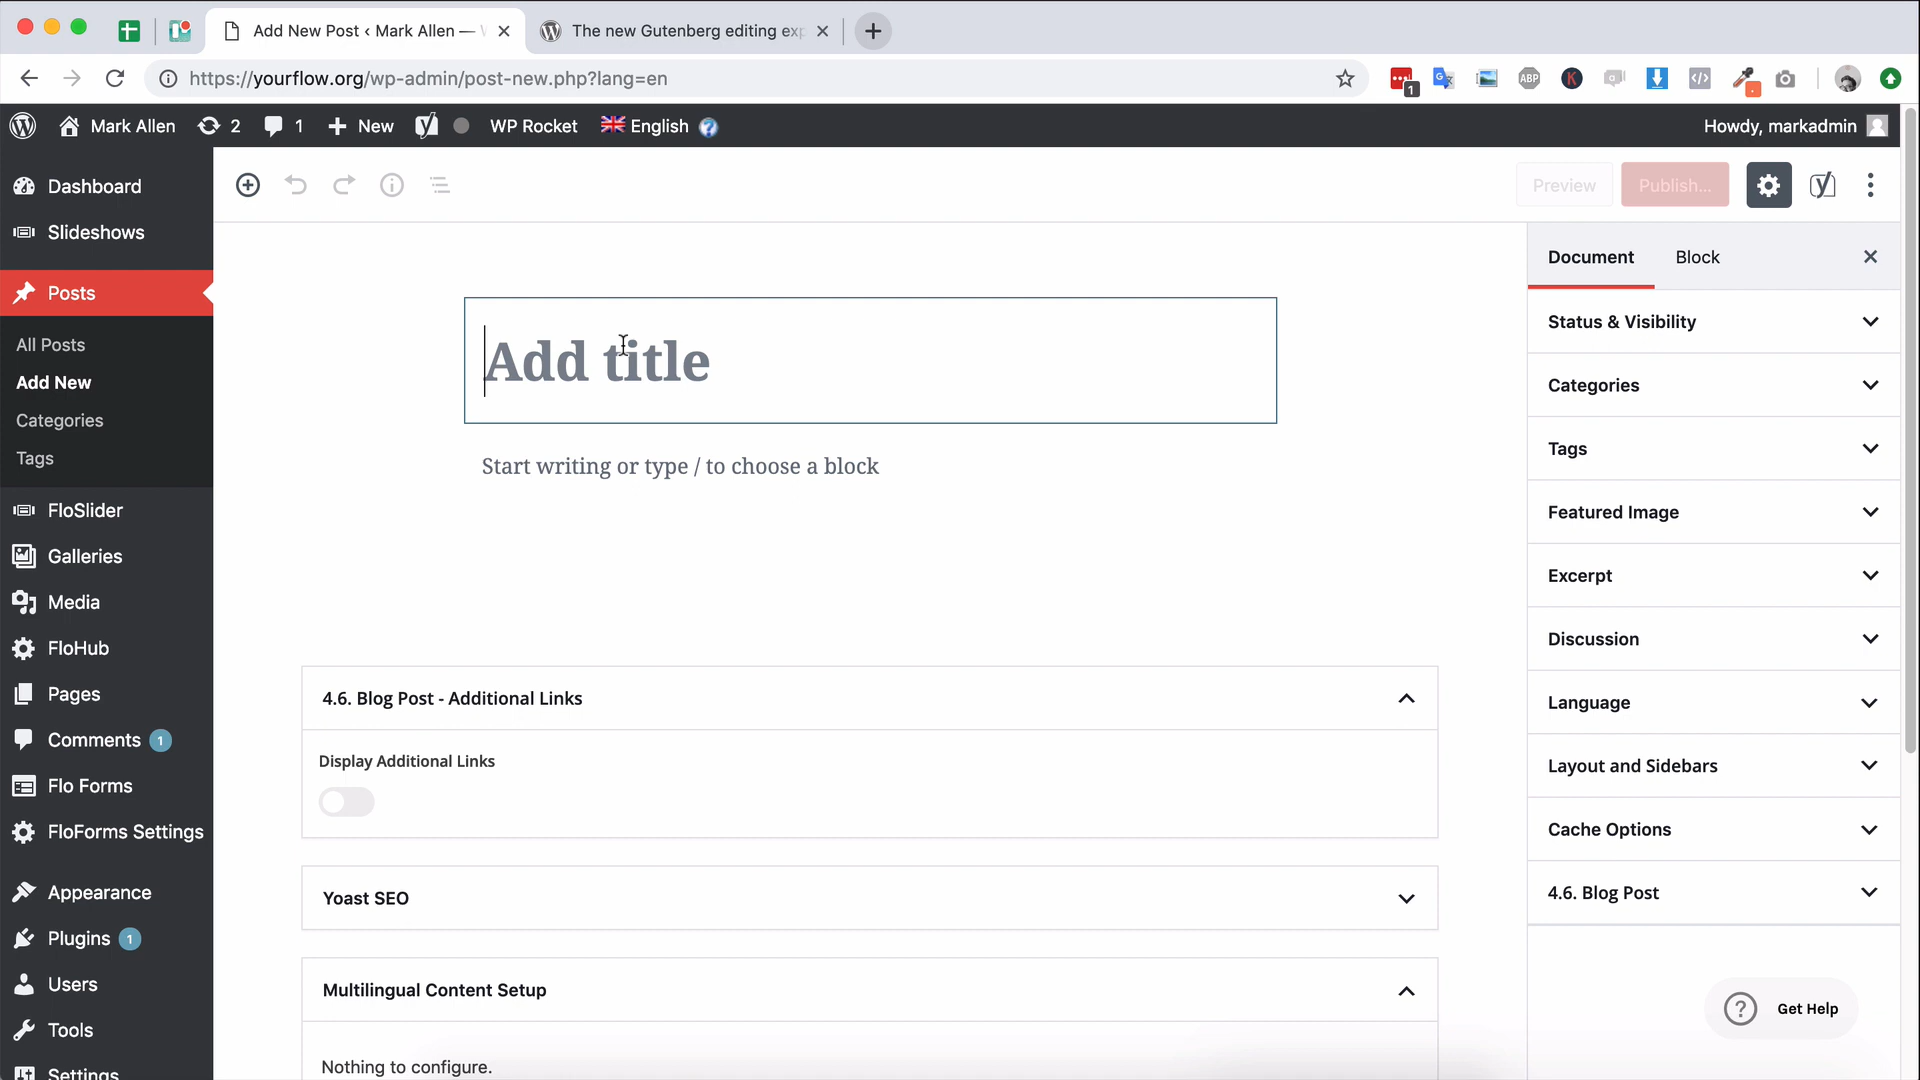 Add New Post ‹ Mark Allen —
The new Gutenberg editing exp
https://yourflow.org/wp-admin/post-new.php?lang=en
1
ABP
K
Mark Allen
2
1
New
WP Rocket
English
Howdy, markadmin
Dashboard
Slideshows
Posts
All Posts
Add New
Categories
Tags
FloSlider
Galleries
Media
FloHub
Pages
Comments 1
Flo Forms
FloForms Settings
Appearance
Plugins 1
Users
Tools
Settings
Preview
Publish...
Add title
Start writing or type / to choose a block
4.6. Blog Post - Additional Links
Display Additional Links
Yoast SEO
Multilingual Content Setup
Nothing to configure.
Document
Block
Status & Visibility
Categories
Tags
Featured Image
Excerpt
Discussion
Language
Layout and Sidebars
Cache Options
4.6. Blog Post
Get Help